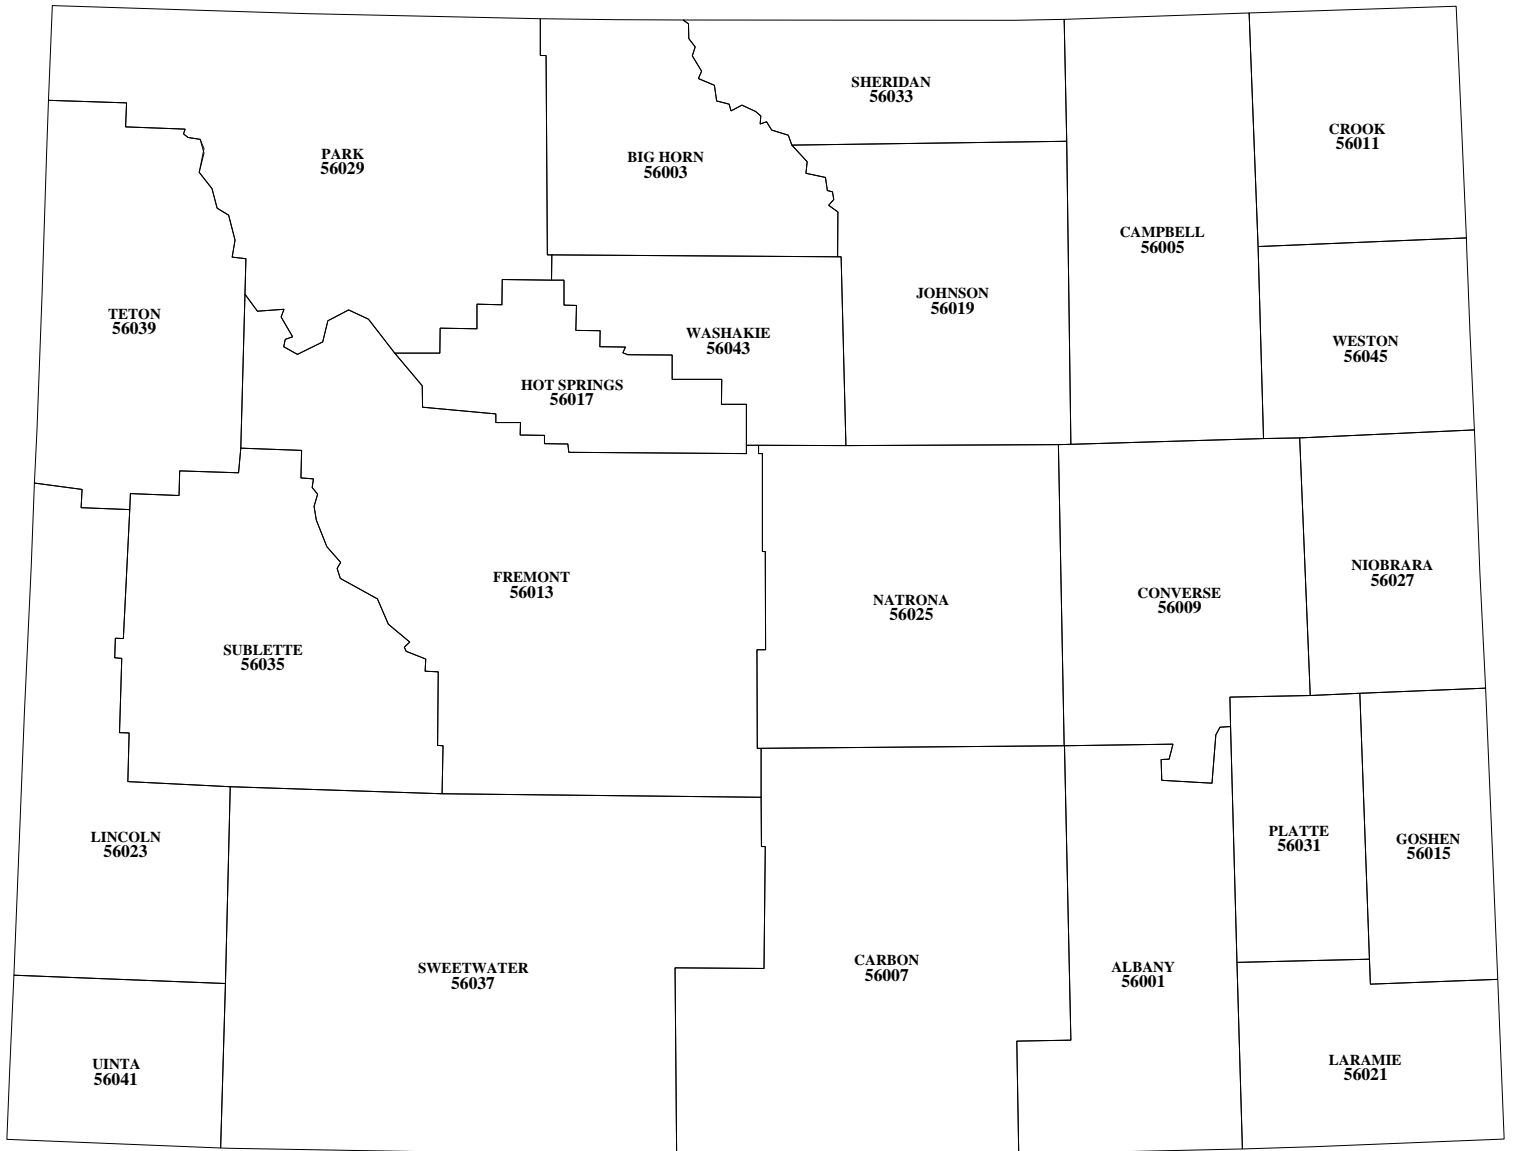 SHERIDAN
56033
CROOK
56011
PARK
56029
BIG HORN
56003
CAMPBELL
56005
JOHNSON
56019
TETON
56039
WASHAKIE
56043
WESTON
56045
HOT SPRINGS
56017
NIOBRARA
56027
FREMONT
56013
CONVERSE
56009
NATRONA
56025
SUBLETTE
56035
PLATTE
56031
LINCOLN
56023
GOSHEN
56015
CARBON
56007
SWEETWATER
56037
ALBANY
56001
LARAMIE
56021
UINTA
56041